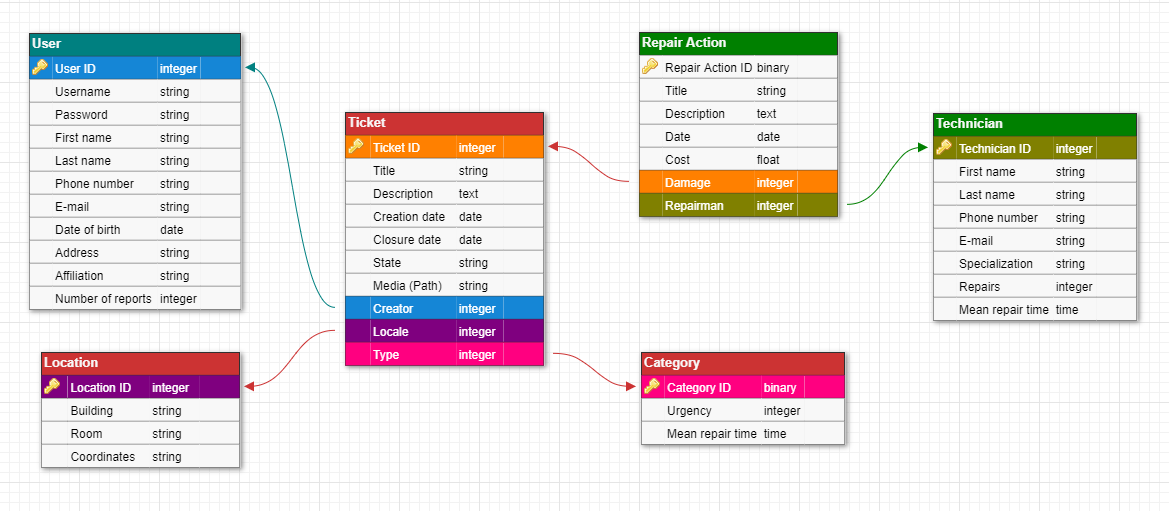 User
User ID integer
Username string
Password string
First name string
Last name string
Phone number string
E-mail string
Date of birth date
Address string
Affiliation string
Number of reports integer
Ticket
Ticket ID integer
Title string
Description text
Creation date date
Closure date date
State string
Media (Path) string
Creator integer
Locale integer
Type integer
Repair Action
Repair Action ID binary
Title string
Description text
Date date
Cost float
Damage integer
Repairman integer
Technician
Technician ID integer
First name string
Last name string
Phone number string
E-mail string
Specialization string
Repairs integer
Mean repair time time
Location
Location ID integer
Building string
Room string
Coordinates string
Category
Category ID binary
Urgency integer
Mean repair time time